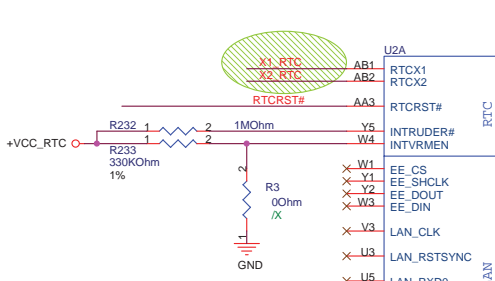 U2A
X1_RTC AB1 RTCX1
X2_RTC AB2 RTCX2
RTCRST# AA3 RTCRST#
RTC
R232 1 2 1MOhm Y5 INTRUDER#
+VCC_RTC 1 2 W4 INTVRMEN
R233
330KOhm
1%
W1 EE_CS
Y1 EE_SHCLK
Y2 EE_DOUT
W3 EE_DIN
2
R3
0Ohm
/X
1
GND
V3 LAN_CLK
U3 LAN_RSTSYNC
U5 LAN_RXD0
AN